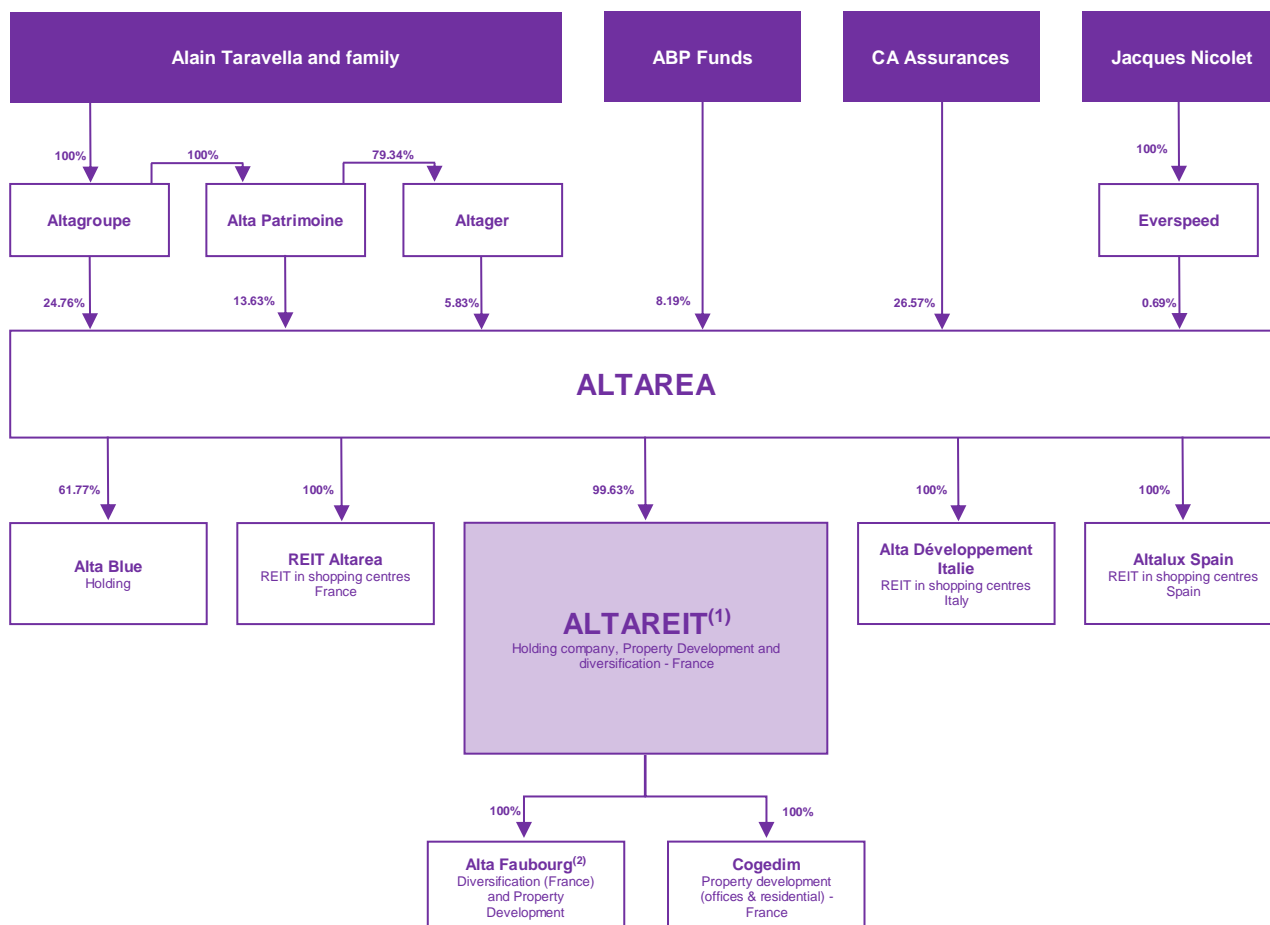 Alain Taravella and family
ABP Funds
CA Assurances
Jacques Nicolet
100%
100%
79.34%
100%
Altagroupe
Alta Patrimoine
Altager
Everspeed
24.76%
13.63%
5.83%
8.19%
26.57%
0.69%
ALTAREA
61.77%
100%
99.63%
100%
100%
Alta Blue
Holding
REIT Altarea
REIT in shopping centres
France
ALTAREIT(1)
Holding company, Property Development and
diversification - France
Alta Développement
Italie
REIT in shopping centres
Italy
Altalux Spain
REIT in shopping centres
Spain
100%
100%
Alta Faubourg(2)
Diversification (France)
and Property
Development
Cogedim
Property development
(offices & residential) -
France